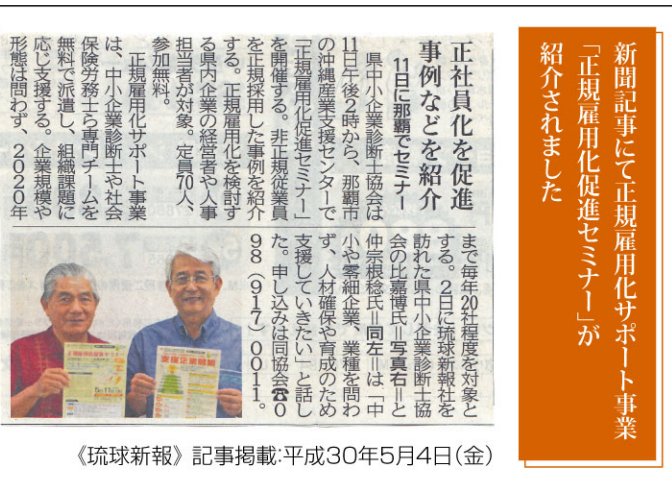 新聞記事にて正規雇用化サポート事業
「正規雇用化促進セミナー」が
紹介されました
正社員化を促進
事例などを紹介
11日に那覇でセミナー
県中小企業診断士協会は
11日午後2時から、那覇市
の沖縄産業支援センターで
「正規雇用化促進セミナー」
を開催する。非正規従業員
を正規採用した事例を紹介
する。正規雇用化を検討す
る県内企業の経営者や人事
担当者が対象。定員70人、
参加無料。
正規雇用化サポート事業
は、中小企業診断士や社会
保険労務士ら専門チームを
無料で派遣し、組織課題に
応じ支援する。企業規模や
形態は問わず、2020年
まで毎年20社程度を対象と
する。2日に琉球新報社を
訪れた県中小企業診断士協
会の比嘉博氏=写真右=と
仲宗根稔氏=同左=は「中
小や零細企業、業種を問わ
ず、人材確保や育成のため
支援していきたい」と話し
た。申し込みは同協会☎0
98(917)0011。
《琉球新報》 記事掲載:平成30年5月4日(金)